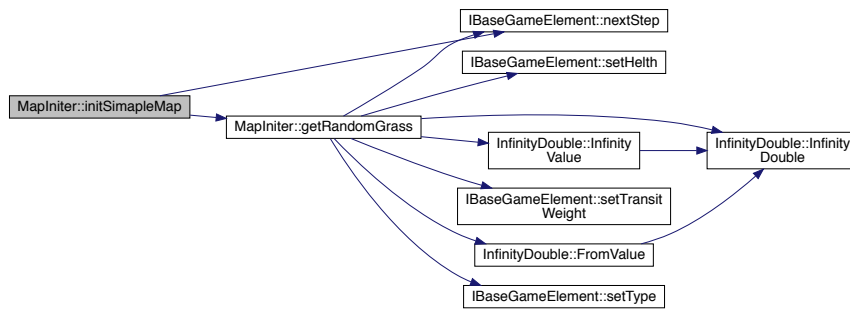 IBaseGameElement::nextStep
IBaseGameElement::setHelth
MapIniter::initSimapleMap
MapIniter::getRandomGrass
InfinityDouble::Infinity
Value
InfinityDouble::Infinity
Double
IBaseGameElement::setTransit
Weight
InfinityDouble::FromValue
IBaseGameElement::setType